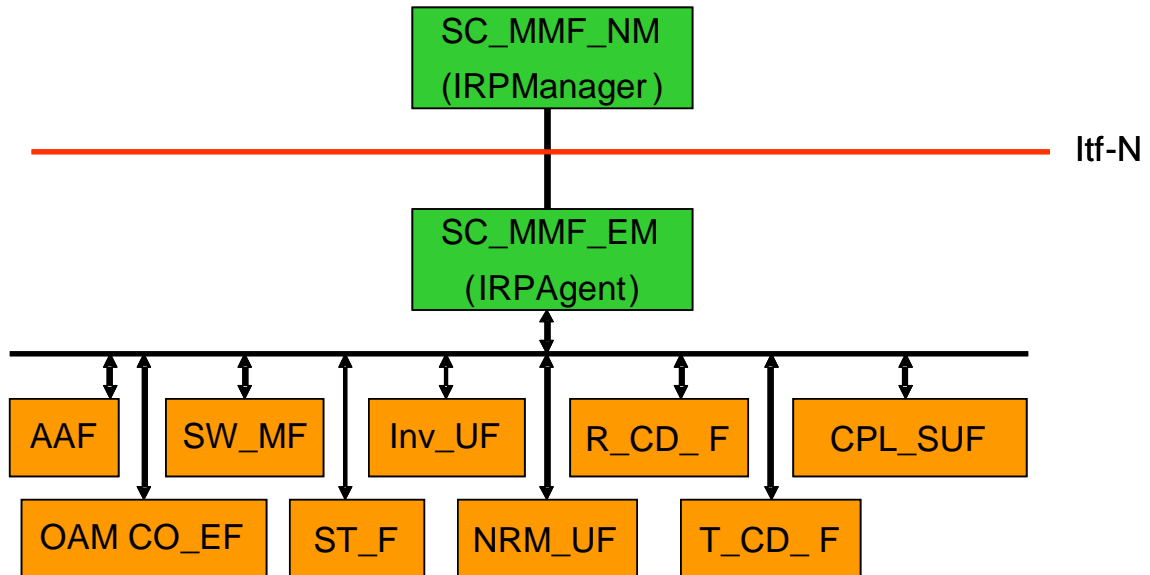 SC_MMF_NM
(IRPManager)
Itf-N
SC_MMF_EM
(IRPAgent)
AAF
SW_MF
Inv_UF
R_CD_ F
CPL_SUF
OAM CO_EF
ST_F
NRM_UF
T_CD_ F